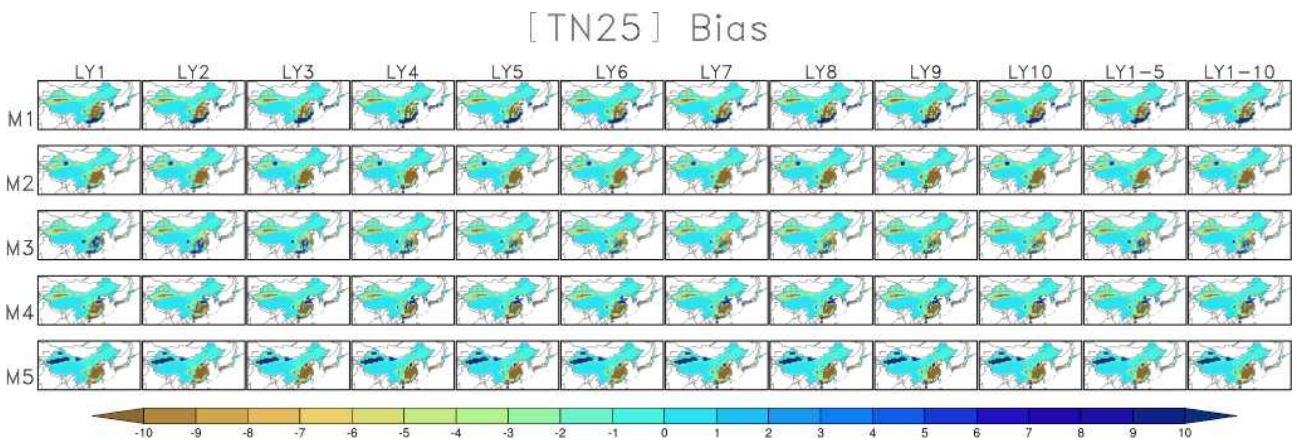 [TN25] Bias
LY1 LY2 LY3 LY4 LY5 LY6 LY7 LY8 LY9 LY10 LY1-5 LY1-10
M1
M2
M3
M4
M5
-10 -9 -8 -7 -6 -5 -4 -3 -2 -1 0 1 2 3 4 5 6 7 8 9 10